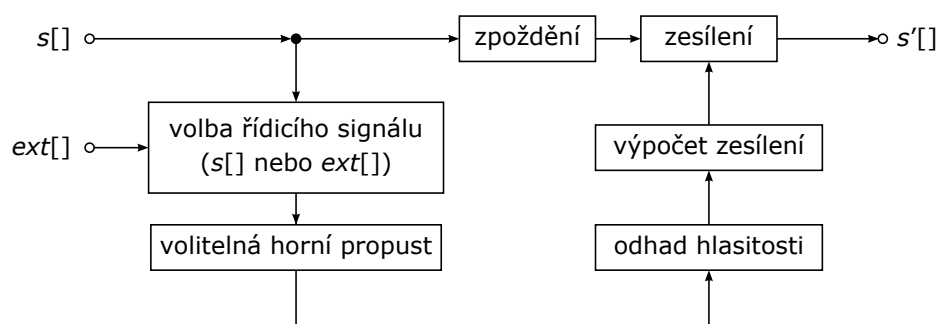 s[]
zpoždění
zesílení
s'[]
ext[]
volba řídicího signálu
(s[] nebo ext[])
výpočet zesílení
volitelná horní propust
odhad hlasitosti